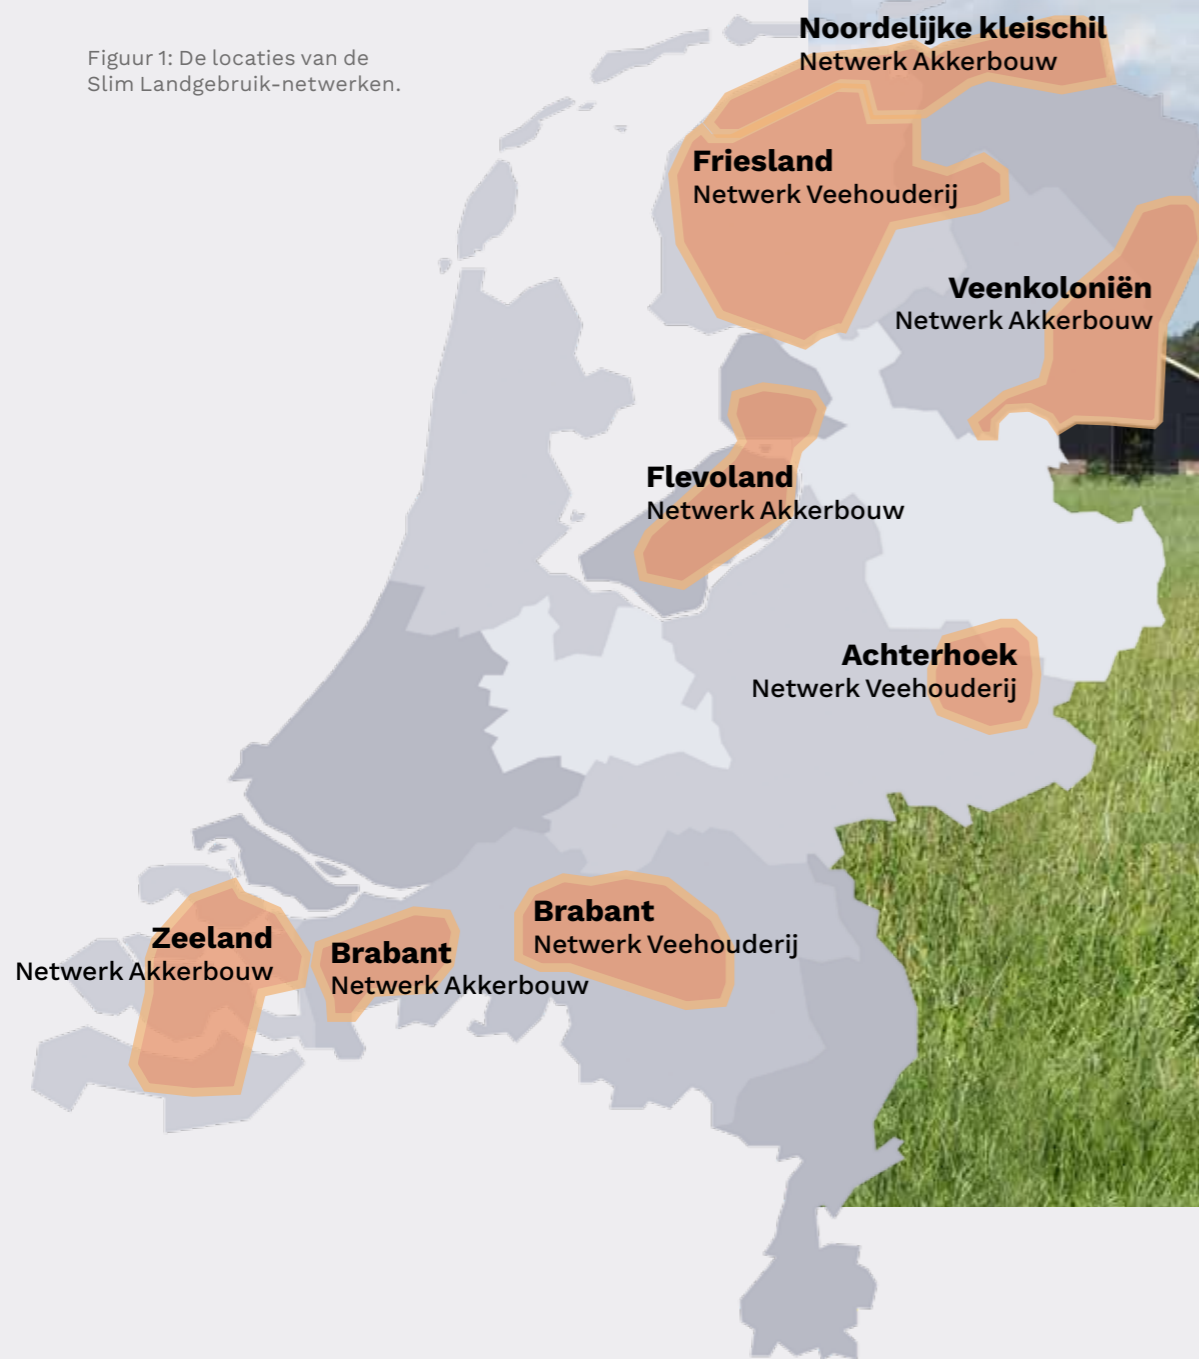 Figuur 1: De locaties van de
Slim Landgebruik-netwerken.
Noordelijke kleischil
Netwerk Akkerbouw
Friesland
Netwerk Veehouderij
Veenkoloniën
Netwerk Akkerbouw
Flevoland
Netwerk Akkerbouw
Achterhoek
Netwerk Veehouderij
Brabant
Netwerk Veehouderij
Zeeland
Netwerk Akkerbouw
Brabant
Netwerk Akkerbouw